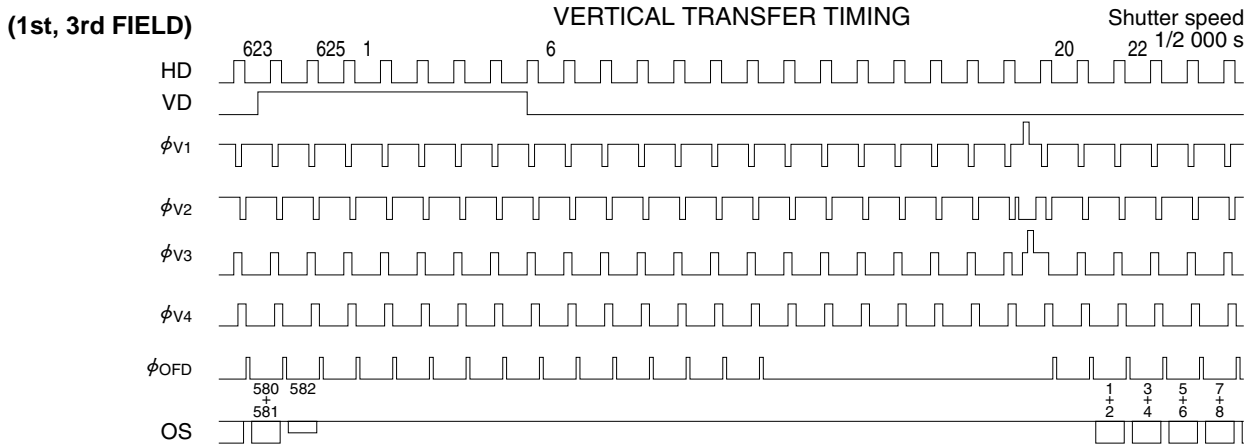 VERTICAL TRANSFER TIMING
(1st, 3rd FIELD)
Shutter speed
1/2 000 s
623 625 1 6 20 22
HD
VD
ϕV1
ϕV2
ϕV3
ϕV4
ϕOFD
580 + 581
582
1 + 2
3 + 4
5 + 6
7 + 8
OS